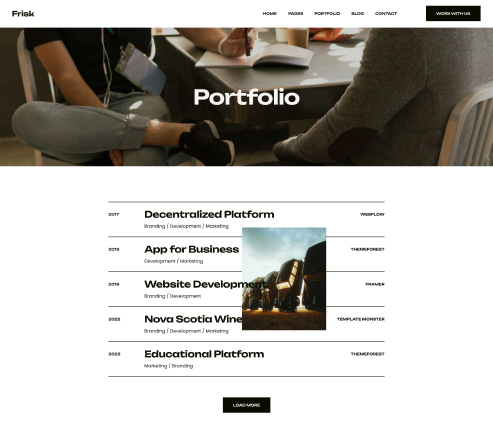 Frisk
HOME PAGES PORTFOLIO BLOG CONTACT WORK WITH US
Portfolio
2017 Decentralized Platform WEBFLOW
Branding / Development / Marketing
2019 App for Business THEMEFOREST
Development / Marketing
2019 Website Development FRAMER
Branding / Development
2022 Nova Scotia Wine TEMPLATE MONSTER
Branding / Development / Marketing
2023 Educational Platform THEMEFOREST
Marketing / Branding
LOAD MORE